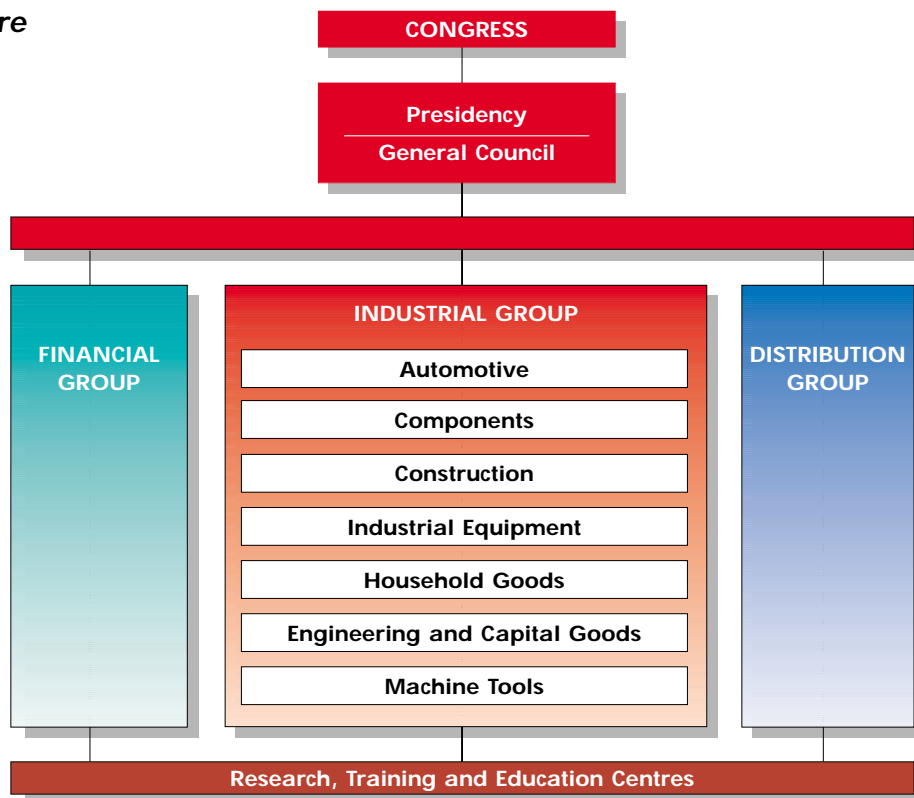 re
CONGRESS
Presidency
General Council
FINANCIAL
GROUP
INDUSTRIAL GROUP
Automotive
Components
Construction
Industrial Equipment
Household Goods
Engineering and Capital Goods
Machine Tools
DISTRIBUTION
GROUP
Research, Training and Education Centres